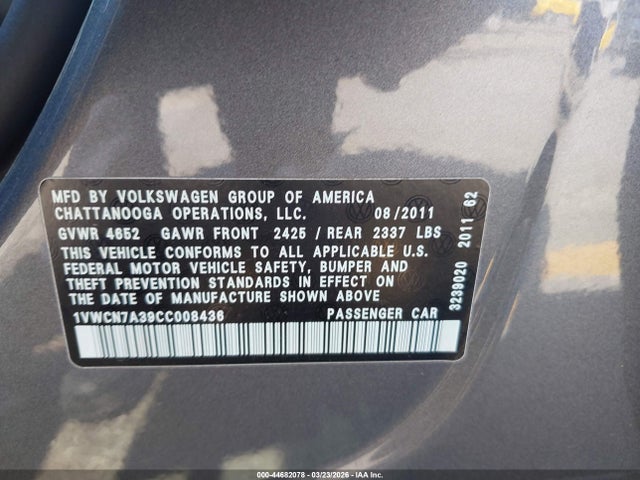 MFD BY VOLKSWAGEN GROUP OF AMERICA
CHATTANOOGA OPERATIONS, LLC. 08/2011
GVWR 4652 GAWR FRONT 2425 / REAR 2337 LBS
THIS VEHICLE CONFORMS TO ALL APPLICABLE U.S.
FEDERAL MOTOR VEHICLE SAFETY, BUMPER AND
THEFT PREVENTION STANDARDS IN EFFECT ON
THE DATE OF MANUFACTURE SHOWN ABOVE
1VWCN7A39CC008436 PASSENGER CAR
3239020 2011 62
000-44682078 - 03/23/2026 - IAA Inc.